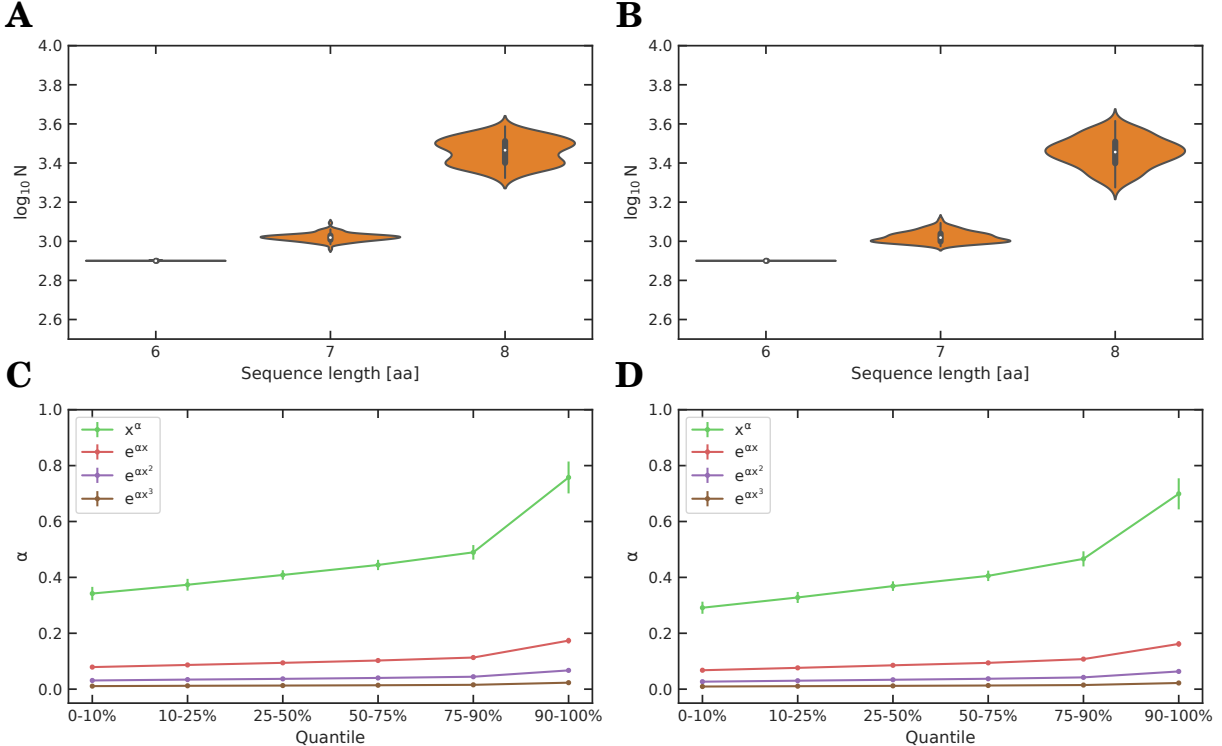 A
B
4.0
3.8
3.6
3.4
3.2
3.0
2.8
2.6
log₁₀ N
6
7
8
Sequence length [aa]
4.0
3.8
3.6
3.4
3.2
3.0
2.8
2.6
log₁₀ N
6
7
8
Sequence length [aa]
C
D
1.0
0.8
0.6
0.4
0.2
0.0
α
x^α
e^αx
e^αx²
e^αx³
0-10%
10-25%
25-50%
50-75%
75-90%
90-100%
Quantile
1.0
0.8
0.6
0.4
0.2
0.0
α
x^α
e^αx
e^αx²
e^αx³
0-10%
10-25%
25-50%
50-75%
75-90%
90-100%
Quantile